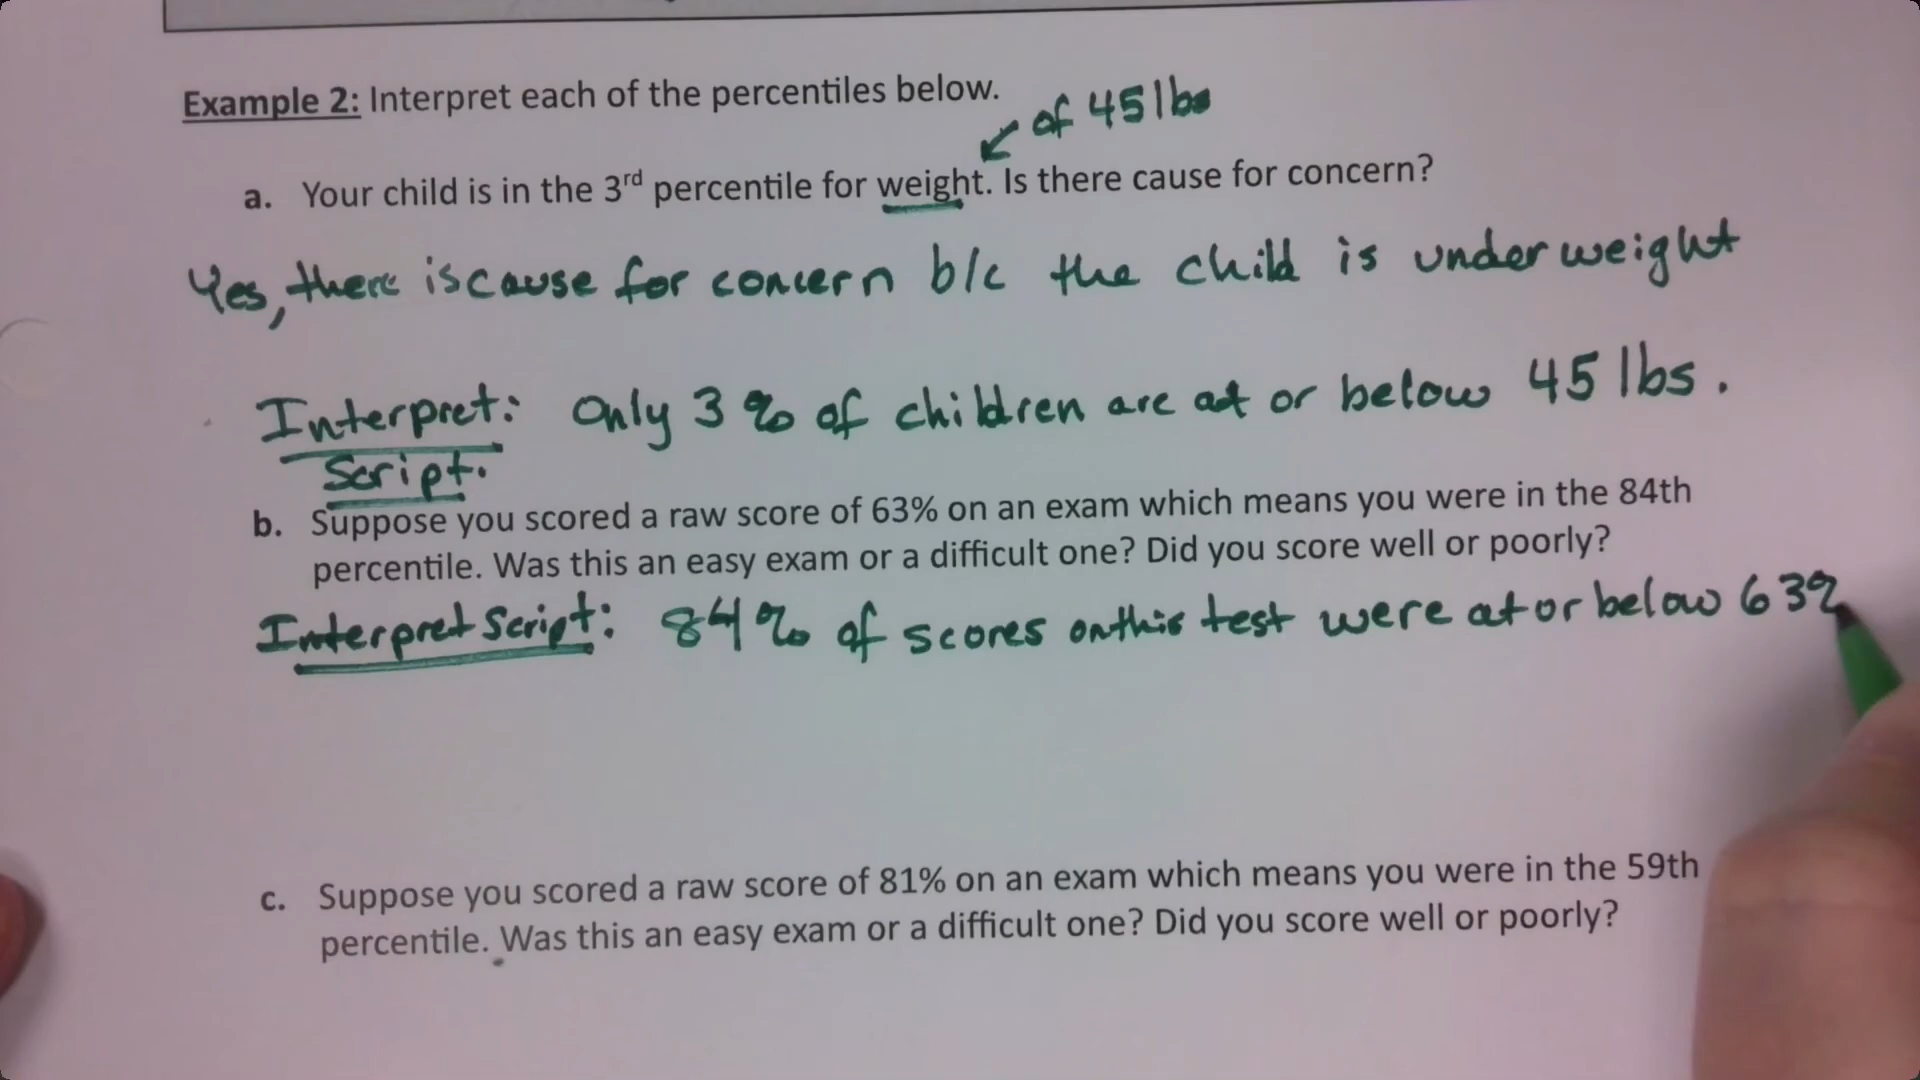 Example 2: Interpret each of the percentiles below.
of 45 lbs
a. Your child is in the 3rd percentile for weight. Is there cause for concern?
Yes, there is cause for concern b/c the child is underweight
Interpret: Only 3% of children are at or below 45 lbs.
Script.
b. Suppose you scored a raw score of 63% on an exam which means you were in the 84th
percentile. Was this an easy exam or a difficult one? Did you score well or poorly?
Interpret Script: 84% of scores on this test were at or below 63%
c. Suppose you scored a raw score of 81% on an exam which means you were in the 59th
percentile. Was this an easy exam or a difficult one? Did you score well or poorly?